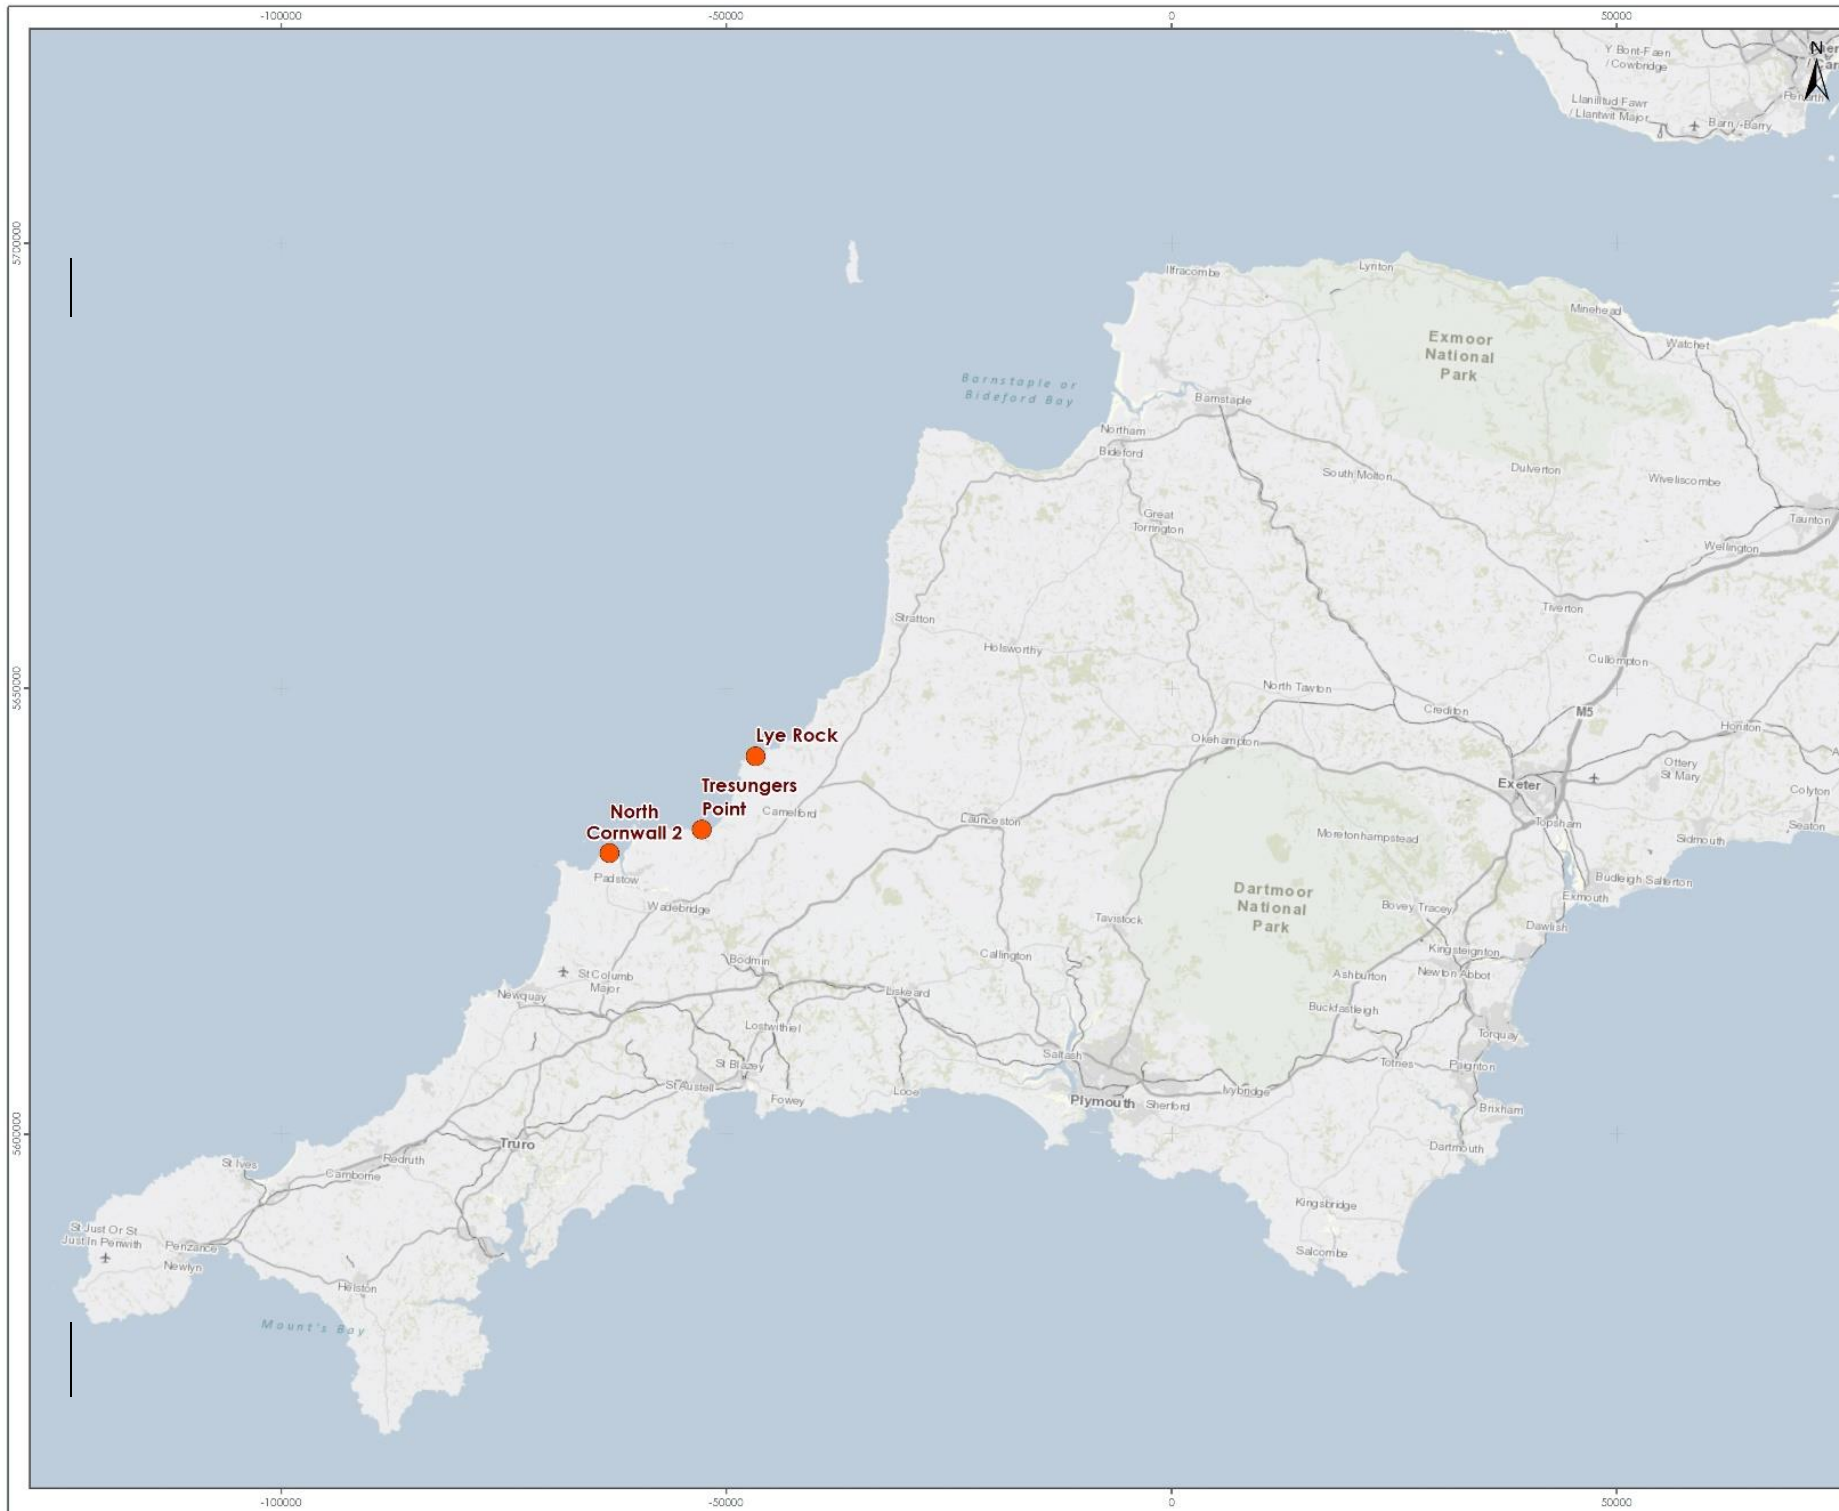 -100000
-50000
0
50000
Y Bont-Faen
/ Cowbridge
N
Llanilltud Fawr
/ Llantwit Major
Penarth
Barry
5700000
Ilfracombe
Lynton
Minehead
Exmoor
National
Park
Watchet
Barnstaple or
Bideford Bay
Barnstaple
Northam
Bideford
South Molton
Dulverton
Wiveliscombe
Great
Torrington
Taunton
Wellington
Tiverton
Stratton
Holsworthy
Cullompton
5650000
North Tawton
Crediton
M5
Honiton
Lye Rock
Okehampton
Ottery
St Mary
Tresungers
Point
Exeter
Colyton
North
Cornwall 2
Camelford
Launceston
Topsham
Seaton
Moretonhampstead
Sidmouth
Padstow
Budleigh Salterton
Dartmoor
National
Park
Exmouth
Wadebridge
Bovey Tracey
Tavistock
Dawlish
Bodmin
Callington
Kingsteignton
St Columb
Major
Ashburton
Newton Abbot
Newquay
Liskeard
Buckfastleigh
Lostwithiel
Torquay
Saltash
St Blazey
Totnes
Paignton
St Austell
Looe
Ivybridge
Fowey
Plymouth
Sherford
Brixham
5600000
Truro
Dartmouth
Redruth
St Ives
Camborne
Kingsbridge
St Just Or St
Just In Penwith
Penzance
Salcombe
Newlyn
Helston
Mount's Bay
-100000
-50000
0
50000